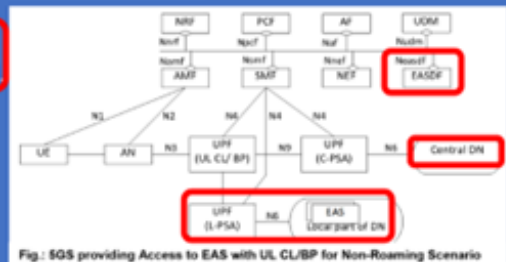 NRF PCF AF UDM
Nnrf Npcf Naf Nudm
Namf Nsmf Nnef Neasdf
AMF SMF NEF EASDF
N1 N2 N4 N4 N4
UE AN N3 UPF (UL CL/ BP) N9 UPF (C-PSA) N6 Central DN
UPF (L-PSA) N6 EAS
Local part of DN
Fig.: 5GS providing Access to EAS with UL CL/BP for Non-Roaming Scenario